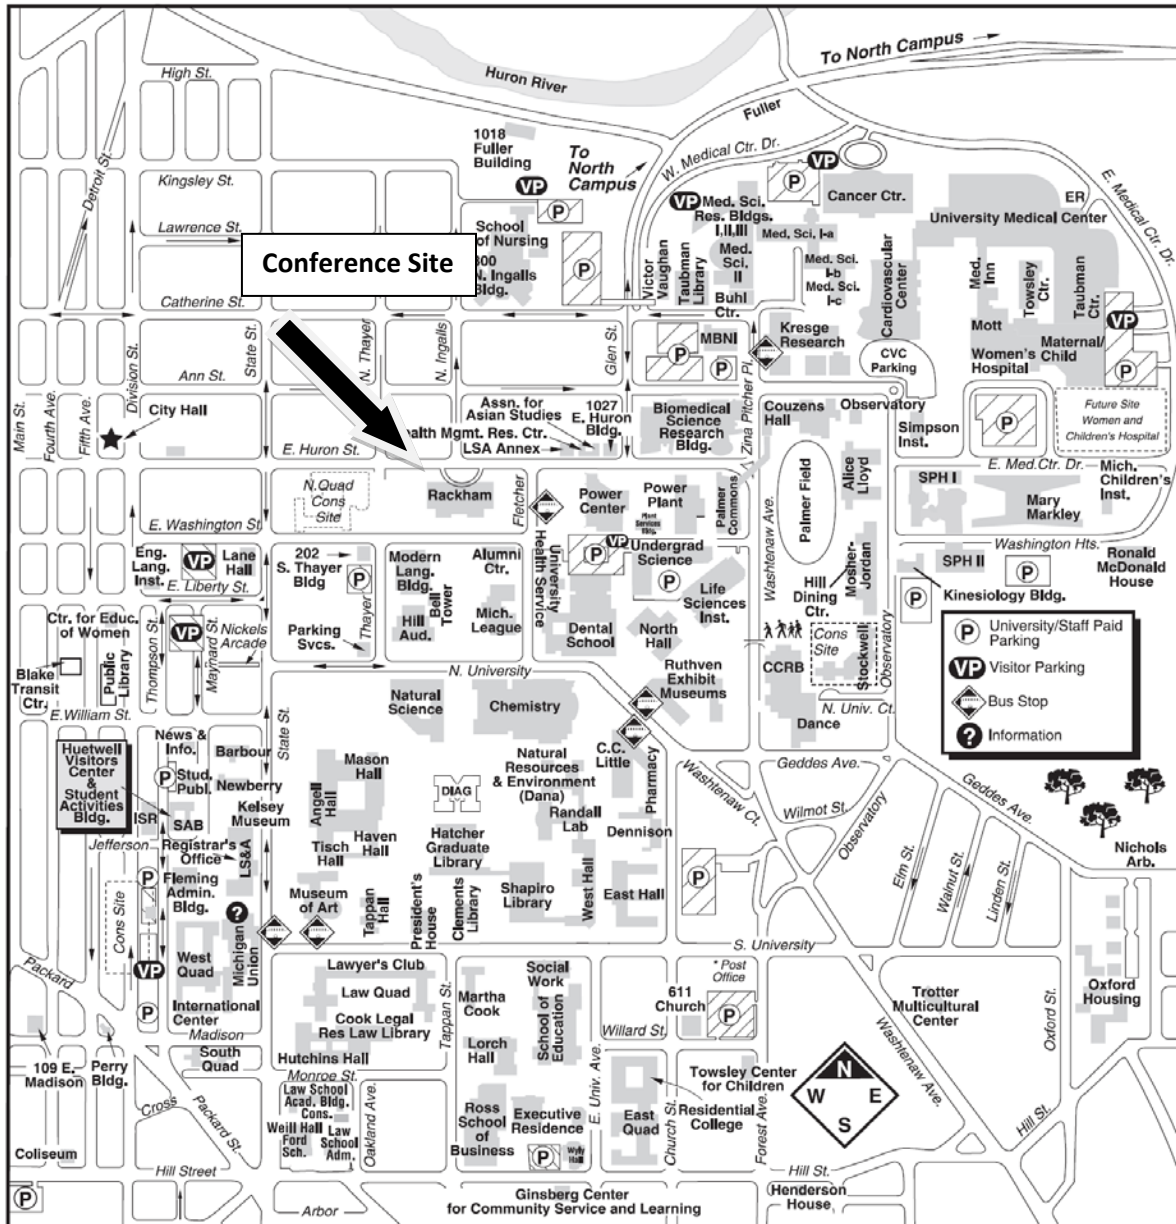 To North Campus
Huron River
High St.
Fuller
1018
Fuller
Building
To
North
Campus
W. Medical Ctr. Dr.
VP
P
Detroit St.
Kingsley St.
VP
P
VP
Med. Sci.
Res. Bldgs.
I,II,III
Cancer Ctr.
ER
E. Medical Ctr. Dr.
University Medical Center
Lawrence St.
School
of Nursing
300
N. Ingalls
Bldg.
P
Conference Site
Victor
Vaughan
Taubman
Library
Med.
Sci.
II
Med. Sci, I-a
Med. Sci.
I-b
Med. Sci.
I-c
Buhl
Ctr.
Cardiovascular
Center
Med.
Inn
Towsley
Ctr.
Taubman
Ctr.
VP
P
Catherine St.
State St.
N. Thayer
N. Ingalls
Glen St.
MBNI
P
P
Kresge
Research
Mott
Women's
Hospital
Maternal/
Child
CVC
Parking
Ann St.
Division St.
Main St.
Fourth Ave.
Fifth Ave.
City Hall
Assn. for
Asian Studies
1027
E. Huron
Bldg.
ealth Mgmt. Res. Ctr.
LSA Annex
Biomedical
Science
Research
Bldg.
Zina Pitcher Pl.
Couzens
Hall
Observatory
Simpson
Inst.
P
Future Site
Women and
Children's Hospital
E. Huron St.
E. Med.Ctr. Dr.
Mich.
Children's
Inst.
N.Quad
Cons
Site
Rackham
Fletcher
Power
Center
Power
Plant
Plant
Services
Bldg.
Palmer
Commons
Washtenaw Ave.
Palmer Field
Alice
Lloyd
SPH I
Mary
Markley
E. Washington St.
Washington Hts.
Eng.
Lang.
Inst.
VP
Lane
Hall
202
S. Thayer
Bldg
P
Modern
Lang.
Bldg.
Alumni
Ctr.
University
Health Service
P
VP
Undergrad
Science
P
Mosher-
Jordan
SPH II
P
Ronald
McDonald
House
E. Liberty St.
Hill
Dining
Ctr.
P
Kinesiology Bldg.
Ctr. for Educ.
of Women
Thompson St.
VP
Maynard St.
Nickels
Arcade
Parking
Svcs.
Thayer
Hill
Aud.
Bell
Tower
Mich.
League
Dental
School
North
Hall
Life
Sciences
Inst.
Cons
Site
Stockwell
Observatory
P University/Staff Paid
Parking
VP Visitor Parking
Bus Stop
? Information
Blake
Transit
Ctr.
Public
Library
N. University
Ruthven
Exhibit
Museums
CCRB
N. Univ. Ct.
Dance
E.William St.
Natural
Science
Chemistry
State St.
Huetwell
Visitors
Center
&
Student
Activities
Bldg.
News &
Info.
P
Stud.
Publ.
Barbour
Newberry
Kelsey
Museum
Mason
Hall
Angell
Hall
DIAG
Natural
Resources
& Environment
(Dana)
C.C.
Little
Pharmacy
Geddes Ave.
Washtenaw Ct.
Wilmot St.
Observatory
Geddes Ave.
Nichols
Arb.
ISR
SAB
Jefferson
Registrar's
Office
LS&A
Tisch
Hall
Haven
Hall
Hatcher
Graduate
Library
Randall
Lab
Dennison
Elm St.
Walnut St.
Linden St.
P
Fleming
Admin.
Bldg.
Cons Site
Museum
of Art
Tappan
Hall
President's
House
Clements
Library
Shapiro
Library
West Hall
East Hall
P
?
Michigan
Union
S. University
West
Quad
VP
P
International
Center
Packard
Madison
Lawyer's Club
Law Quad
Cook Legal
Res Law Library
Tappan St.
Martha
Cook
Social
Work
School of
Education
* Post
Office
611
Church
P
Willard St.
Trotter
Multicultural
Center
Oxford
Housing
Oxford St.
Washtenaw Ave.
109 E.
Madison
Perry
Bldg.
South
Quad
Hutchins Hall
Monroe St.
Lorch
Hall
E. Univ. Ave.
Towsley Center
for Children
Residential
College
N
W
E
S
Cross
Packard St.
Law School
Acad. Bldg.
Cons.
Weill Hall
Ford
Sch.
Law
School
Adm.
Oakland Ave.
Ross
School of
Business
Executive
Residence
P
Wyly
Hall
East
Quad
Church St.
Forest Ave.
Hill St.
Coliseum
Hill Street
Hill St.
P
Arbor
Ginsberg Center
for Community Service and Learning
Henderson
House